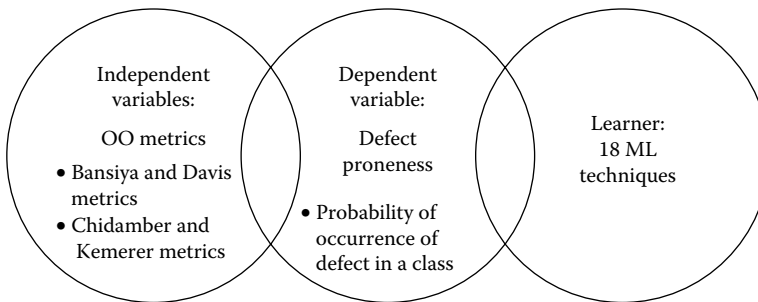 Independent
variables:
OO metrics
• Bansiya and Davis
metrics
• Chidamber and
Kemerer metrics
Dependent
variable:
Defect
proneness
• Probability of
occurrence of
defect in a class
Learner:
18 ML
techniques